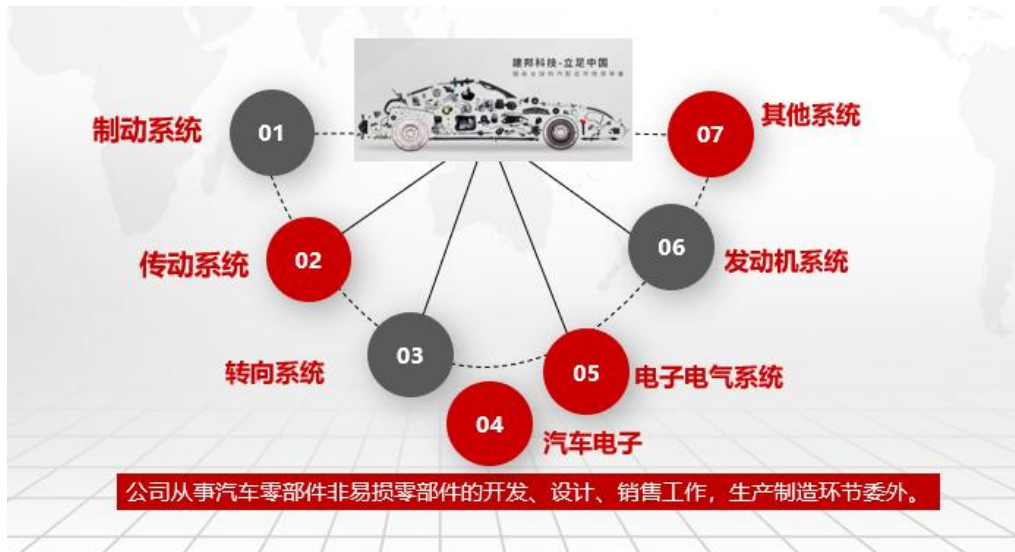 建邦科技-立足中国
制动系统
01
07
其他系统
传动系统
02
06
发动机系统
转向系统
03
05
电子电气系统
04
汽车电子
公司从事汽车零部件非易损零部件的开发、设计、销售工作，生产制造环节委外。